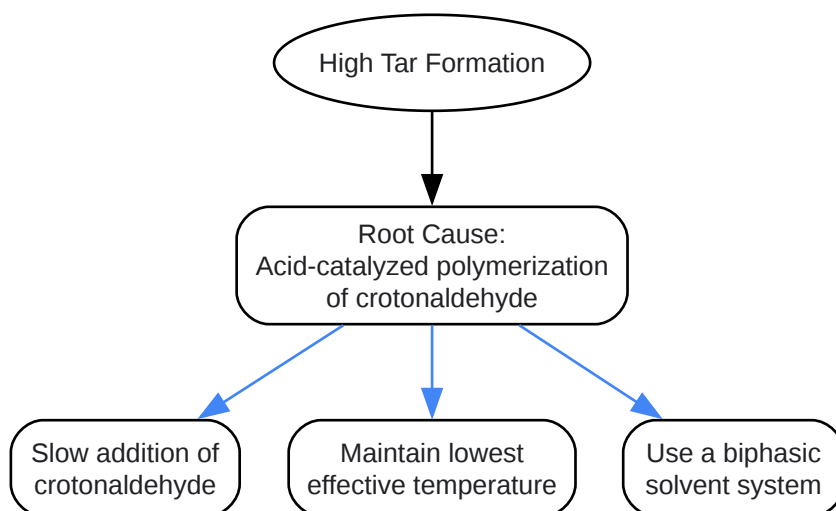 High Tar Formation
Root Cause:
Acid-catalyzed polymerization
of crotonaldehyde
Slow addition of
crotonaldehyde
Maintain lowest
effective temperature
Use a biphasic
solvent system